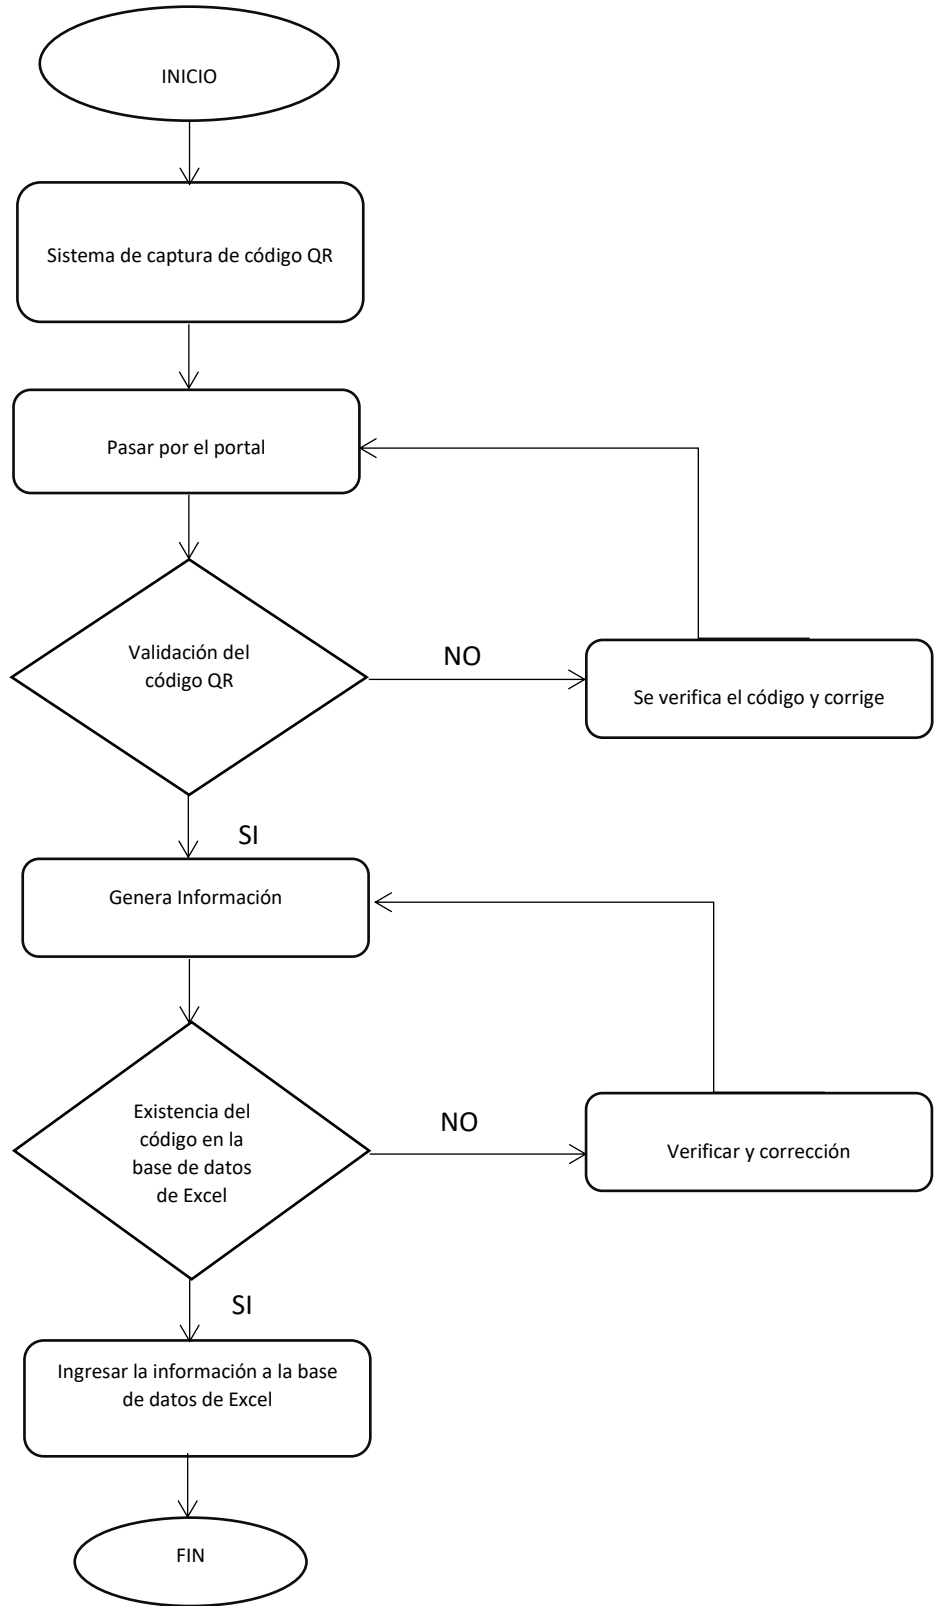 INICIO
Sistema de captura de código QR
Pasar por el portal
Validación del
código QR
NO
Se verifica el código y corrige
SI
Genera Información
Existencia del
código en la
base de datos
de Excel
NO
Verificar y corrección
SI
Ingresar la información a la base
de datos de Excel
FIN